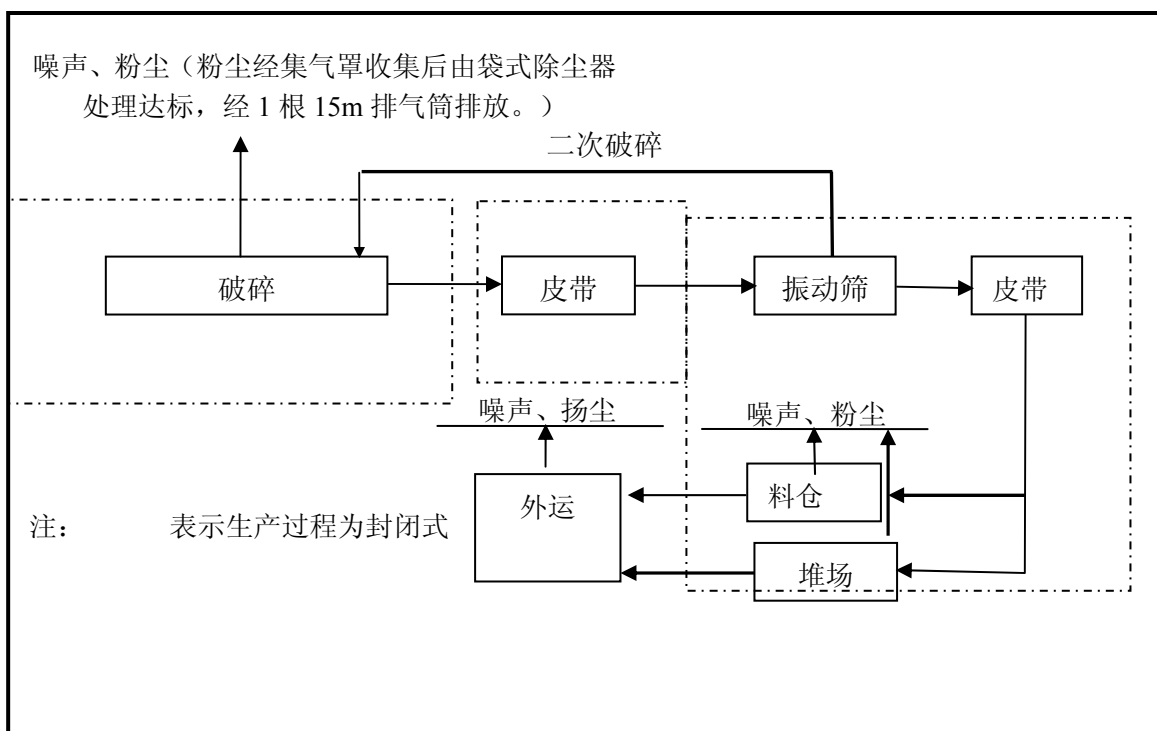 噪声、粉尘（粉尘经集气罩收集后由袋式除尘器
处理达标，经 1 根 15m 排气筒排放。）
二次破碎
破碎
皮带
振动筛
皮带
噪声、扬尘
噪声、粉尘
外运
料仓
注： 表示生产过程为封闭式
堆场